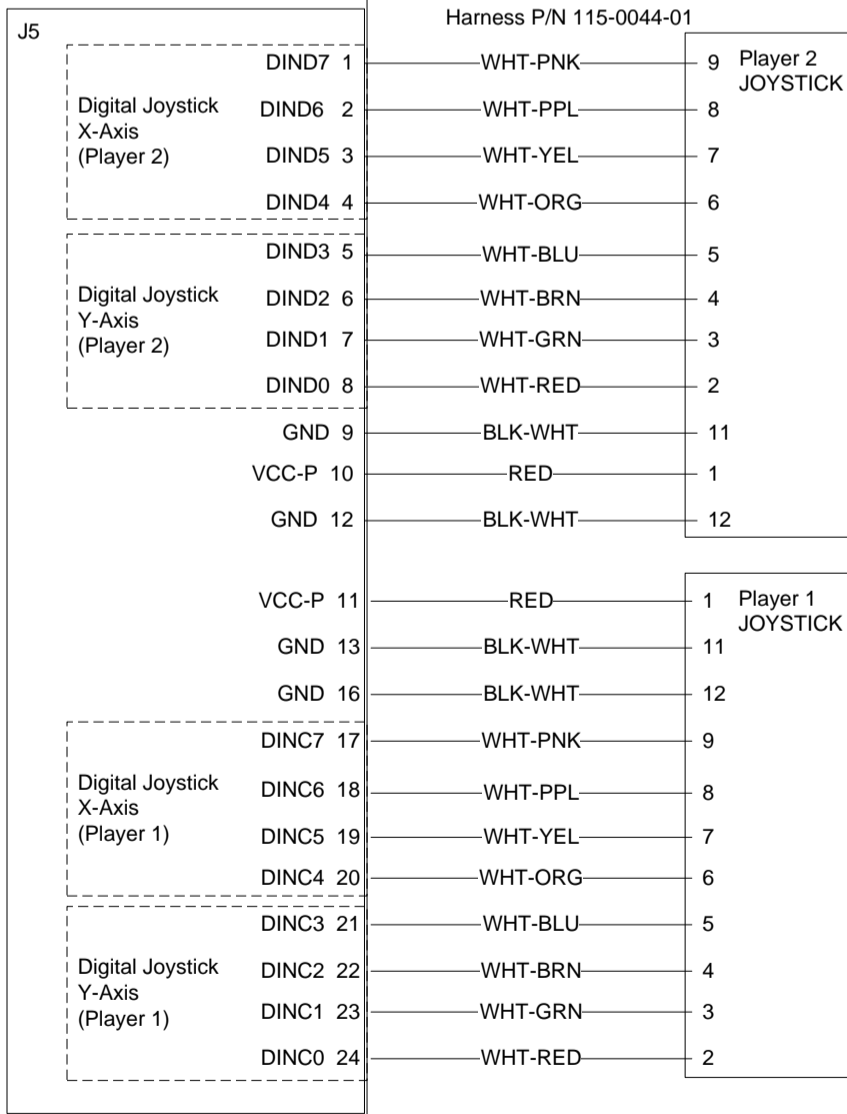 Harness P/N 115-0044-01
J5
DIND7 1 WHT-PNK 9 Player 2
JOYSTICK
Digital Joystick
X-Axis
(Player 2)
DIND6 2 WHT-PPL 8
DIND5 3 WHT-YEL 7
DIND4 4 WHT-ORG 6
DIND3 5 WHT-BLU 5
Digital Joystick
Y-Axis
(Player 2)
DIND2 6 WHT-BRN 4
DIND1 7 WHT-GRN 3
DIND0 8 WHT-RED 2
GND 9 BLK-WHT 11
VCC-P 10 RED 1
GND 12 BLK-WHT 12
VCC-P 11 RED 1 Player 1
JOYSTICK
GND 13 BLK-WHT 11
GND 16 BLK-WHT 12
DINC7 17 WHT-PNK 9
Digital Joystick
X-Axis
(Player 1)
DINC6 18 WHT-PPL 8
DINC5 19 WHT-YEL 7
DINC4 20 WHT-ORG 6
DINC3 21 WHT-BLU 5
Digital Joystick
Y-Axis
(Player 1)
DINC2 22 WHT-BRN 4
DINC1 23 WHT-GRN 3
DINC0 24 WHT-RED 2